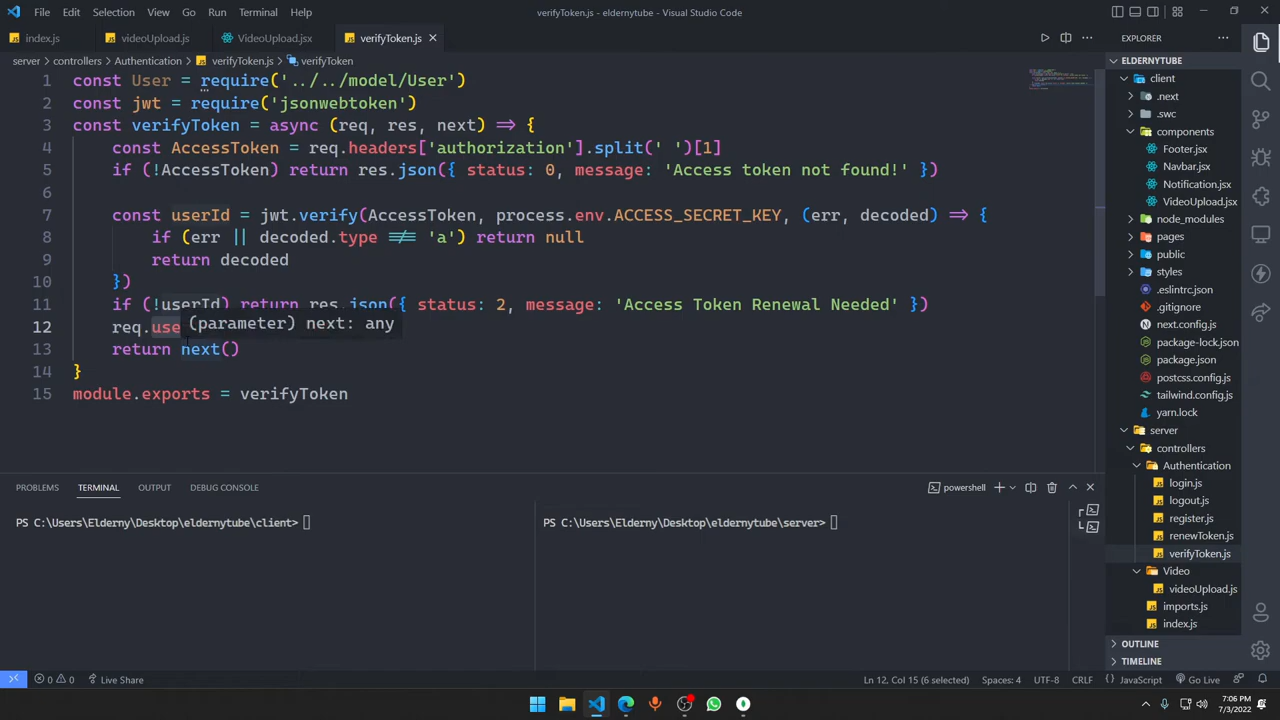 File Edit Selection View Go Run Terminal Help
verifyToken.js - eldernytube - Visual Studio Code
index.js videoUpload.js VideoUpload.jsx verifyToken.js
server > controllers > Authentication > verifyToken.js > verifyToken
1 const User = require('../../model/User')
2 const jwt = require('jsonwebtoken')
3 const verifyToken = async (req, res, next) => {
4 const AccessToken = req.headers['authorization'].split(' ')[1]
5 if (!AccessToken) return res.json({ status: 0, message: 'Access token not found!' })
6
7 const userId = jwt.verify(AccessToken, process.env.ACCESS_SECRET_KEY, (err, decoded) => {
8 if (err || decoded.type !== 'a') return null
9 return decoded
10 })
11 if (!userId) return res.json({ status: 2, message: 'Access Token Renewal Needed' })
12 req.use
(parameter) next: any
13 return next()
14 }
15 module.exports = verifyToken
PROBLEMS TERMINAL OUTPUT DEBUG CONSOLE
powershell
PS C:\Users\Elderny\Desktop\eldernytube\client>
PS C:\Users\Elderny\Desktop\eldernytube\server>
EXPLORER
ELDERNYTUBE
client
.next
.swc
components
Footer.jsx
Navbar.jsx
Notification.jsx
VideoUpload.jsx
node_modules
pages
public
styles
.eslintrc.json
.gitignore
next.config.js
package-lock.json
package.json
postcss.config.js
tailwind.config.js
yarn.lock
server
controllers
Authentication
login.js
logout.js
register.js
renewToken.js
verifyToken.js
Video
videoUpload.js
imports.js
index.js
OUTLINE
TIMELINE
0 0 Live Share
Ln 12, Col 15 (6 selected) Spaces: 4 UTF-8 CRLF JavaScript Go Live
7:06 PM
7/3/2022